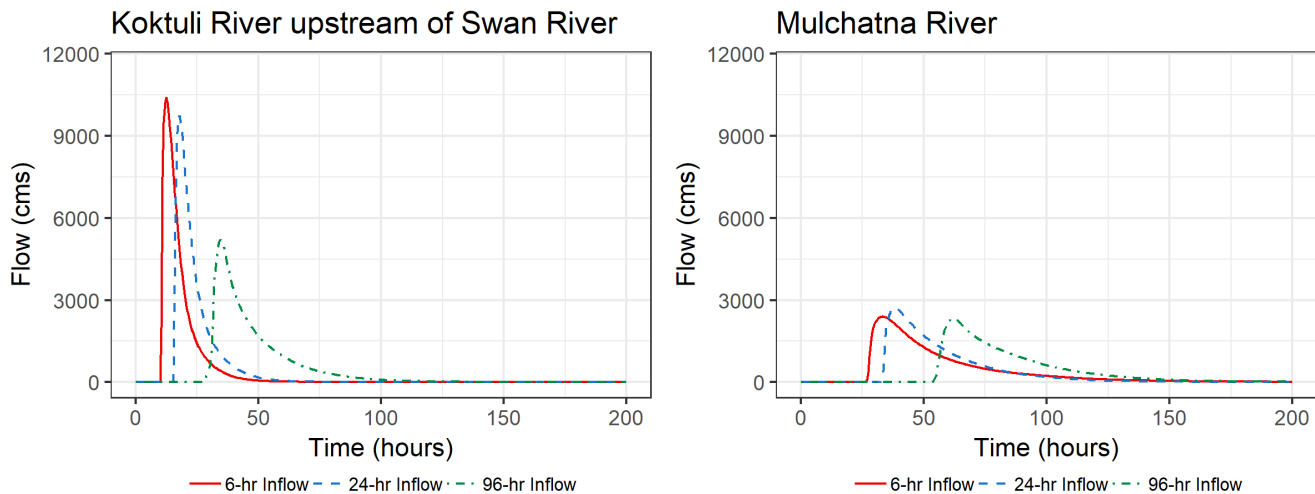 Koktuli River upstream of Swan River
12000
9000
6000
3000
0
Flow (cms)
0 50 100 150 200
Time (hours)
6-hr Inflow 24-hr Inflow 96-hr Inflow
Mulchatna River
12000
9000
6000
3000
0
Flow (cms)
0 50 100 150 200
Time (hours)
6-hr Inflow 24-hr Inflow 96-hr Inflow